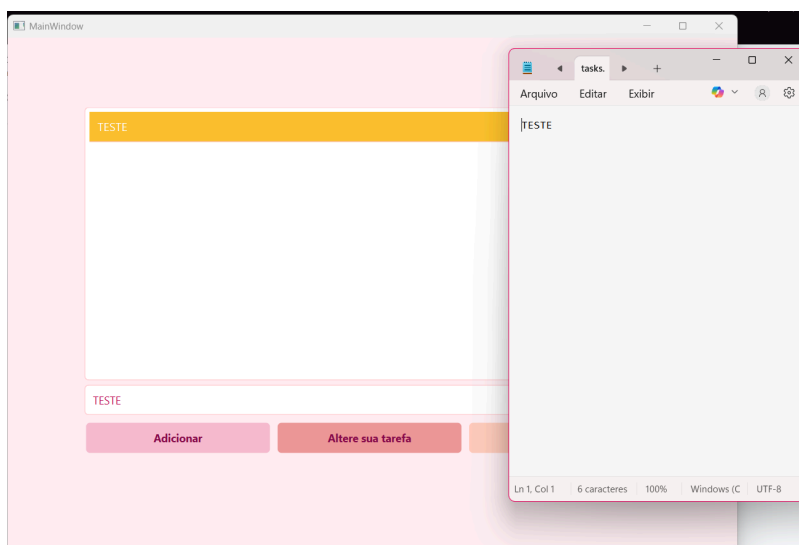 MainWindow
TESTE
TESTE
Adicionar
Altere sua tarefa
tasks.
Arquivo Editar Exibir
TESTE
Ln 1, Col 1 6 caracteres 100% Windows (C UTF-8